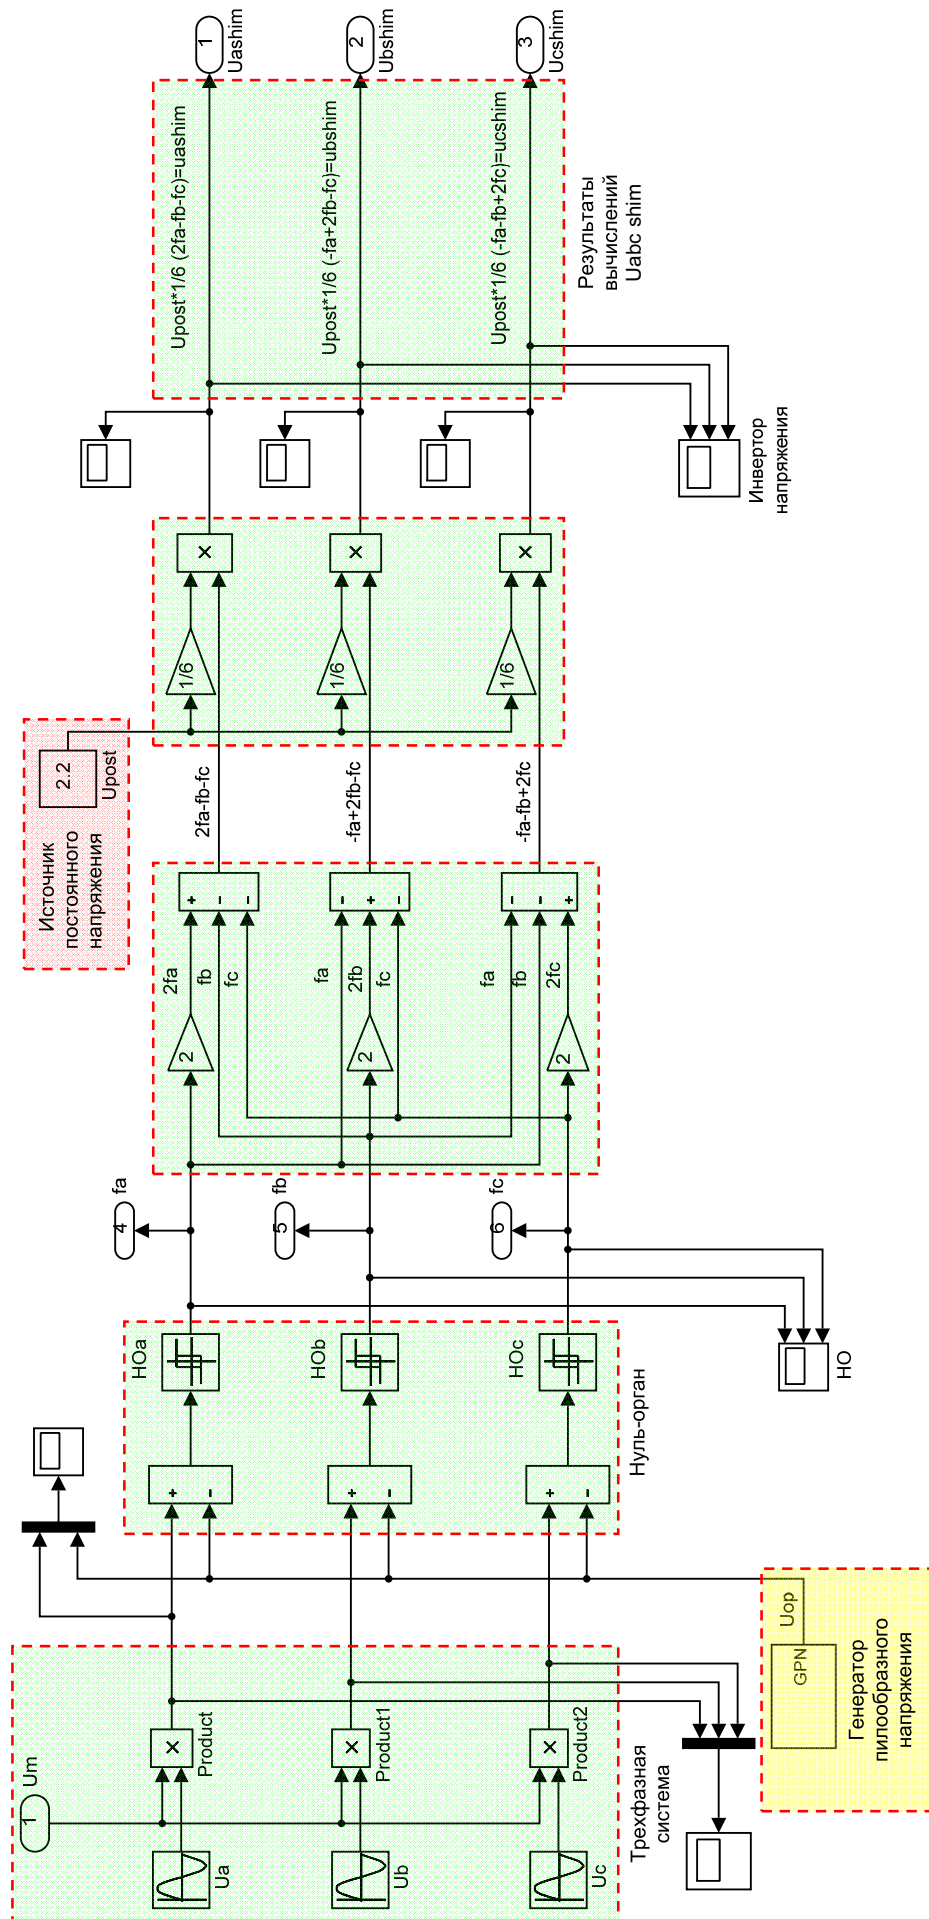 1
Um
Ua
Ub
Uc
Product
Product1
Product2
Трехфазная
система
GPN
Uop
Генератор
пилообразного
напряжения
+
-
+
-
+
-
HOa
HOb
HOc
Нуль-орган
HO
4
fa
5
fb
6
fc
2
2
2
2fa
fb
fc
fa
2fb
fc
fa
fb
2fc
+
-
-
-
+
-
-
-
+
Источник
постоянного
напряжения
2.2
Upost
2fa-fb-fc
-fa+2fb-fc
-fa-fb+2fc
1/6
1/6
1/6
×
×
×
×
×
×
Инвертор
напряжения
Upost*1/6 (2fa-fb-fc)=uashim
Upost*1/6 (-fa+2fb-fc)=ubshim
Upost*1/6 (-fa-fb+2fc)=ucshim
Результаты
вычислений
Uabc shim
1
Uashim
2
Ubshim
3
Ucshim